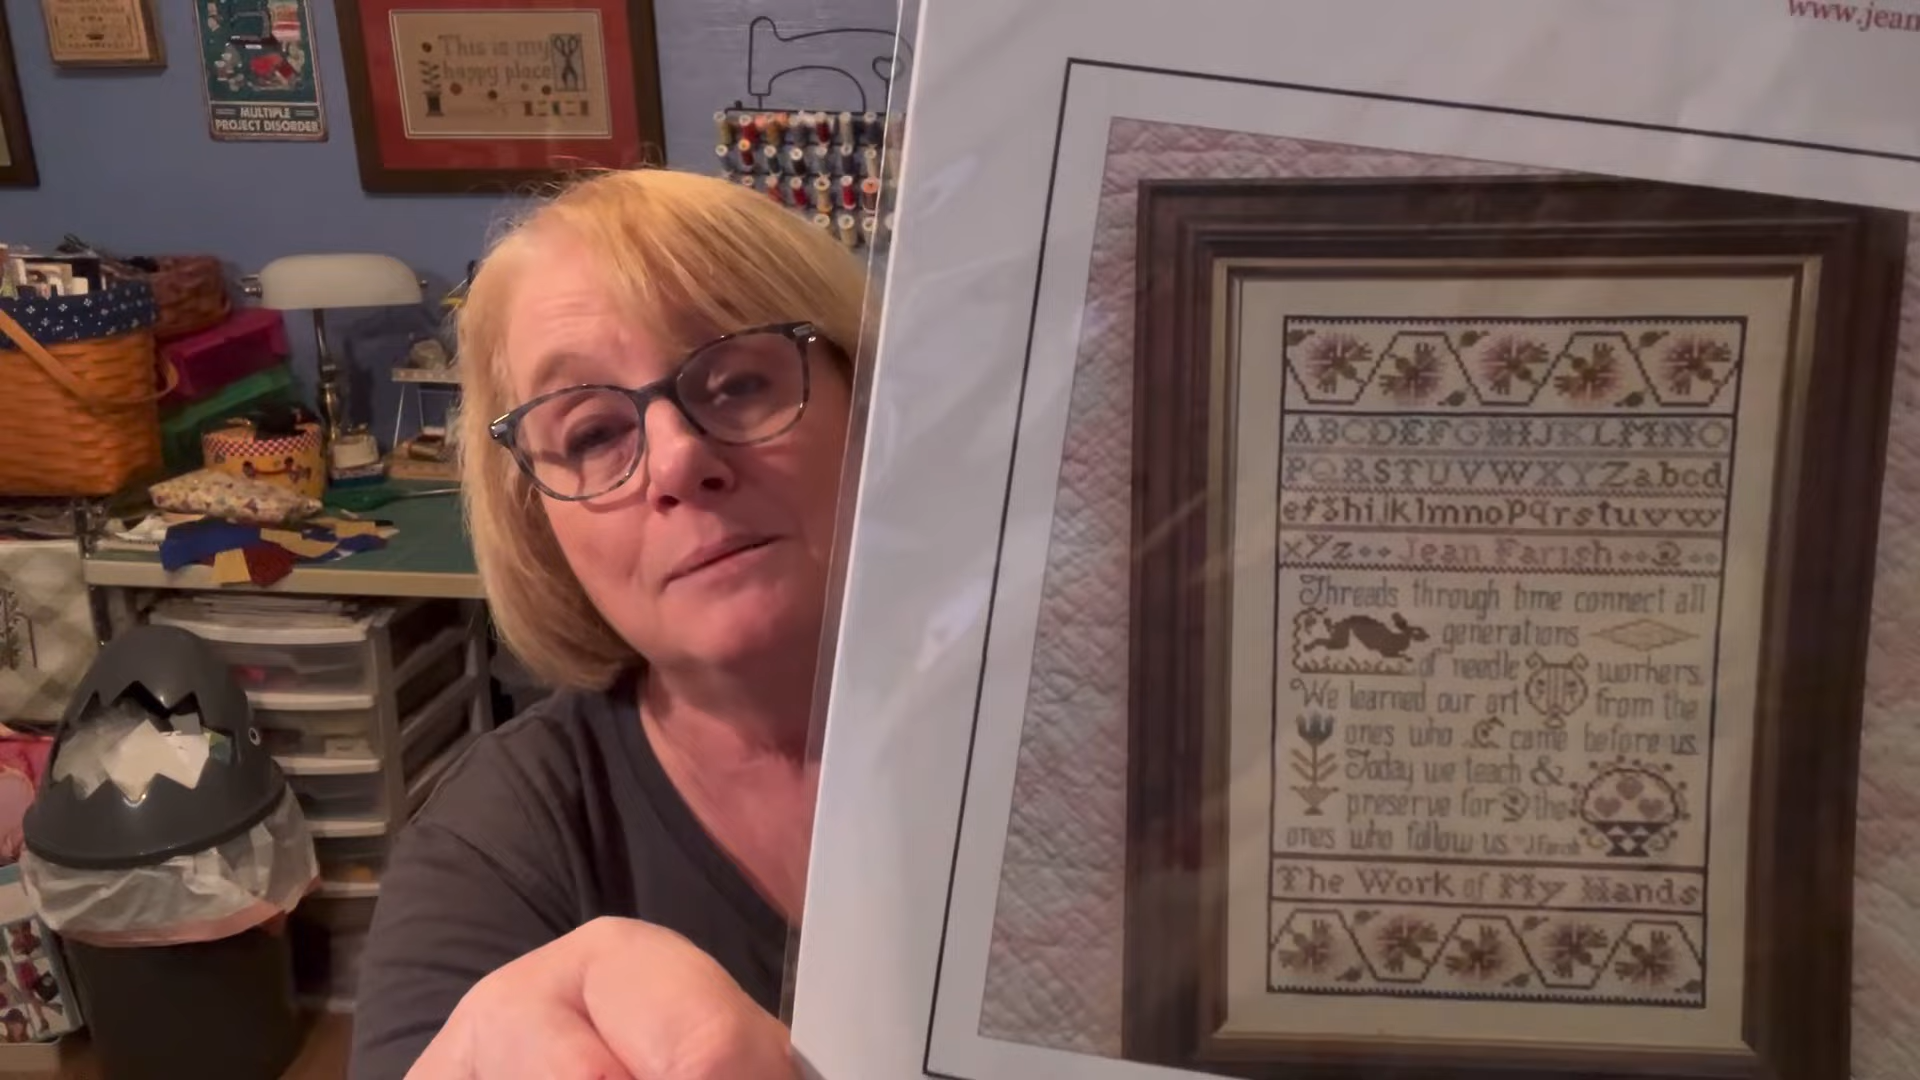 www.jean
MULTIPLE
PROJECT DISORDER
This is my
happy place
ABCDEFGHIJKLMNO
PQRSTUVWXYZabcd
efghijklmnopqrstuvw
xyz Jean Farish
Threads through time connect all
generations
of needle workers.
We learned our art from the
ones who came before us.
Today we teach &
preserve for the
ones who follow us. J. Farish
The Work of My Hands